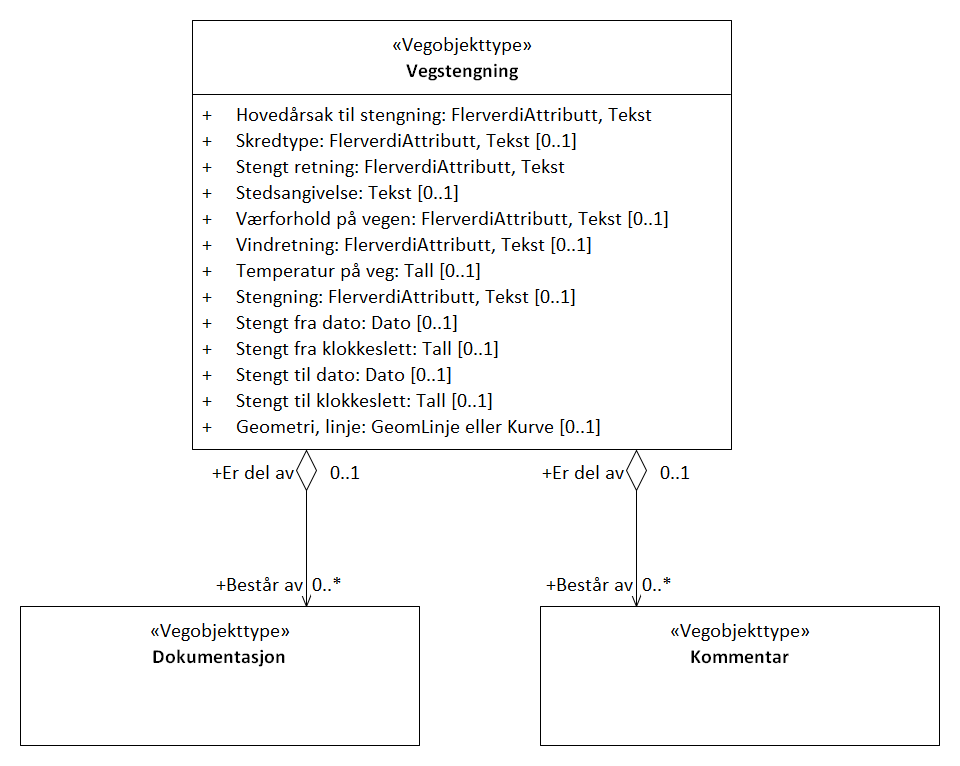 «Vegobjekttype»
Vegstengning
+ Hovedårsak til stengning: FlerverdiAttributt, Tekst
+ Skredtype: FlerverdiAttributt, Tekst [0..1]
+ Stengt retning: FlerverdiAttributt, Tekst
+ Stedsangivelse: Tekst [0..1]
+ Værforhold på vegen: FlerverdiAttributt, Tekst [0..1]
+ Vindretning: FlerverdiAttributt, Tekst [0..1]
+ Temperatur på veg: Tall [0..1]
+ Stengning: FlerverdiAttributt, Tekst [0..1]
+ Stengt fra dato: Dato [0..1]
+ Stengt fra klokkeslett: Tall [0..1]
+ Stengt til dato: Dato [0..1]
+ Stengt til klokkeslett: Tall [0..1]
+ Geometri, linje: GeomLinje eller Kurve [0..1]
+Er del av 0..1
+Er del av 0..1
+Består av 0..*
+Består av 0..*
«Vegobjekttype»
Dokumentasjon
«Vegobjekttype»
Kommentar